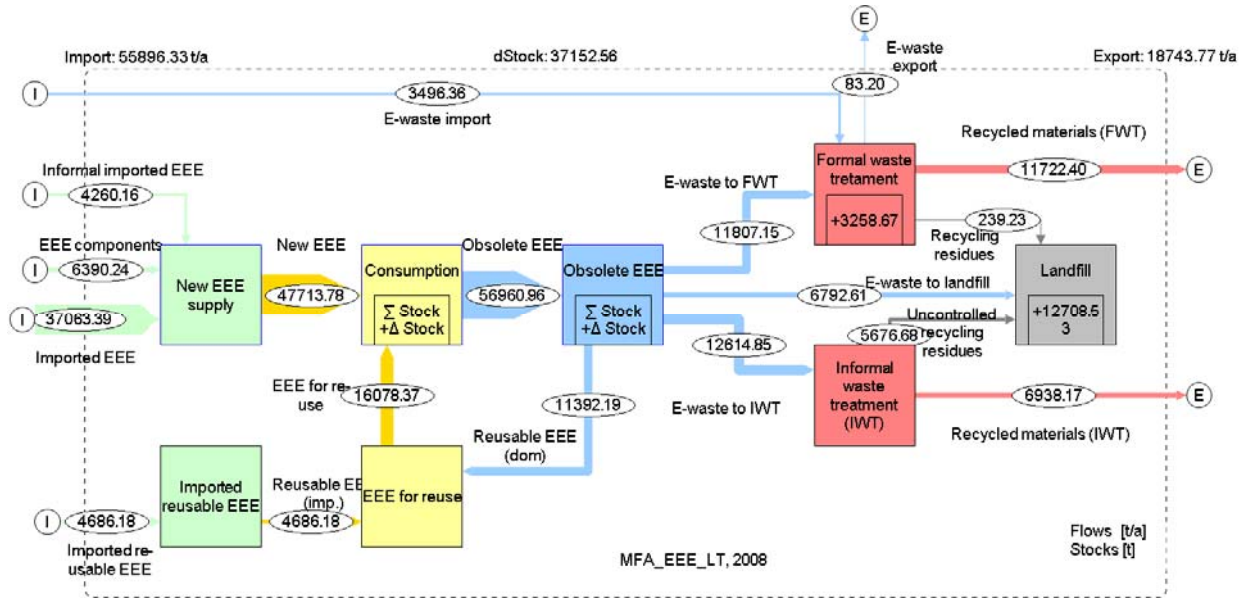 Import: 55896.33 t/a
dStock: 37152.56
Export: 18743.77 t/a
E
E-waste
export
83.20
I
3496.36
E-waste import
Recycled materials (FWT)
11722.40
E
Formal waste
tretament
+3258.67
Informal imported EEE
I
4260.16
E-waste to FWT
11807.15
239.23
Recycling
residues
EEE components
I
6390.24
New EEE
supply
New EEE
47713.78
Consumption
∑ Stock
+Δ Stock
Obsolete EEE
56960.96
Obsolete EEE
∑ Stock
+Δ Stock
6792.61
E-waste to landfill
Landfill
+12708.5
3
I
37063.39
Imported EEE
Uncontrolled
recycling
residues
5676.68
12614.85
E-waste to IWT
Informal
waste
treatment
(IWT)
6938.17
E
Recycled materials (IWT)
EEE for re-
use
16078.37
11392.19
Reusable EEE
(dom)
Imported
reusable EEE
Reusable EE
(imp.)
4686.18
EEE for reuse
I
4686.18
Imported re-
usable EEE
MFA_EEE_LT, 2008
Flows [t/a]
Stocks [t]